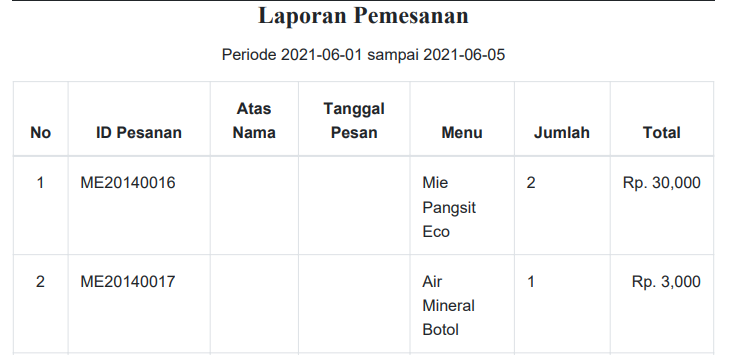 Laporan Pemesanan
Periode 2021-06-01 sampai 2021-06-05
No ID Pesanan Atas Nama Tanggal Pesan Menu Jumlah Total
1 ME20140016 Mie Pangsit Eco 2 Rp. 30,000
2 ME20140017 Air Mineral Botol 1 Rp. 3,000